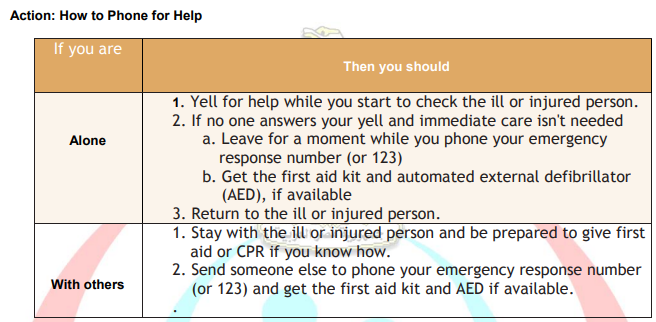 Action: How to Phone for Help
If you are
Then you should
Alone
1. Yell for help while you start to check the ill or injured person.
2. If no one answers your yell and immediate care isn't needed
a. Leave for a moment while you phone your emergency
response number (or 123)
b. Get the first aid kit and automated external defibrillator
(AED), if available
3. Return to the ill or injured person.
With others
1. Stay with the ill or injured person and be prepared to give first
aid or CPR if you know how.
2. Send someone else to phone your emergency response number
(or 123) and get the first aid kit and AED if available.
.